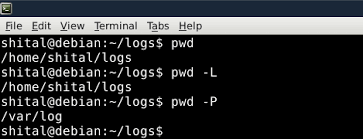 File Edit View Terminal Tabs Help
shital@debian:~/logs$ pwd
/home/shital/logs
shital@debian:~/logs$ pwd -L
/home/shital/logs
shital@debian:~/logs$ pwd -P
/var/log
shital@debian:~/logs$